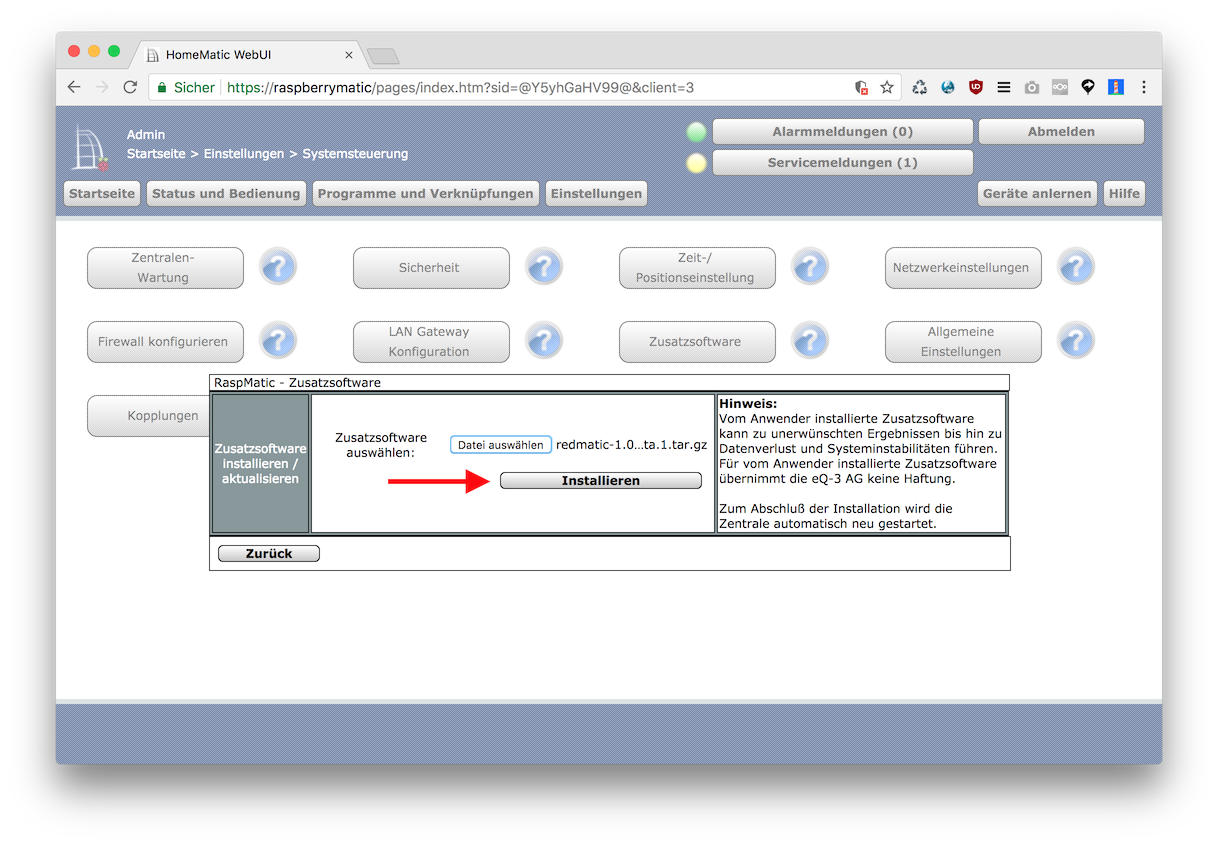 HomeMatic WebUI
Sicher https://raspberrymatic/pages/index.htm?sid=@Y5yhGaHV99@&client=3
Admin
Startseite > Einstellungen > Systemsteuerung
Alarmmeldungen (0)
Abmelden
Servicemeldungen (1)
Startseite
Status und Bedienung
Programme und Verknüpfungen
Einstellungen
Geräte anlernen
Hilfe
Zentralen-
Wartung
?
Sicherheit
?
Zeit-/
Positionseinstellung
?
Netzwerkeinstellungen
?
Firewall konfigurieren
?
LAN Gateway
Konfiguration
?
Zusatzsoftware
?
Allgemeine
Einstellungen
?
Kopplungen
RaspMatic - Zusatzsoftware
Zusatzsoftware
installieren /
aktualisieren
Zusatzsoftware
auswählen:
Datei auswählen
redmatic-1.0...ta.1.tar.gz
Installieren
Hinweis:
Vom Anwender installierte Zusatzsoftware
kann zu unerwünschten Ergebnissen bis hin zu
Datenverlust und Systeminstabilitäten führen.
Für vom Anwender installierte Zusatzsoftware
übernimmt die eQ-3 AG keine Haftung.
Zum Abschluß der Installation wird die
Zentrale automatisch neu gestartet.
Zurück